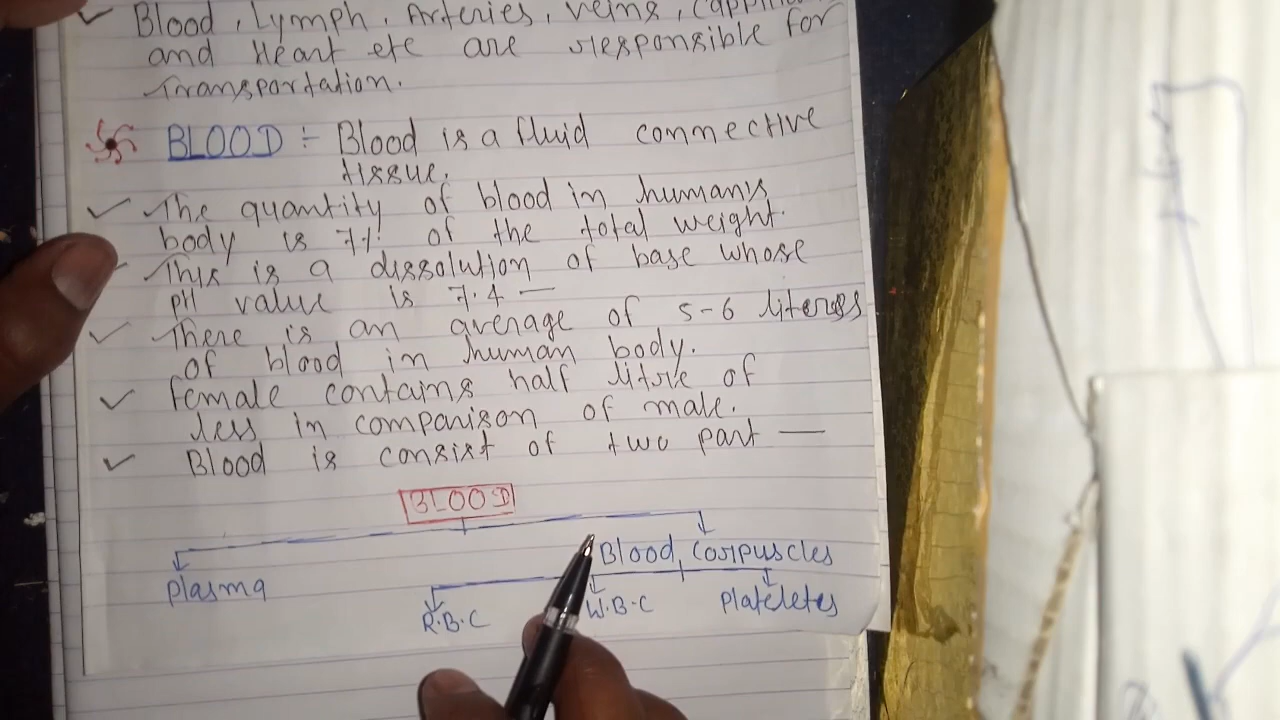 Blood, Lymph, Arteries, veins,
and Heart etc are responsible for
Transportation.
BLOOD :- Blood is a fluid connective
tissue.
The quantity of blood in human's
body is 7% of the total weight.
This is a dissolution of base whose
pH value is 7.4 —
There is an average of 5-6 literes
of blood in human body.
Female contains half litre of
less in comparison of male.
Blood is consist of two part —
BLOOD
Plasma
Blood Corpuscles
R.B.C
W.B.C
Plateletes